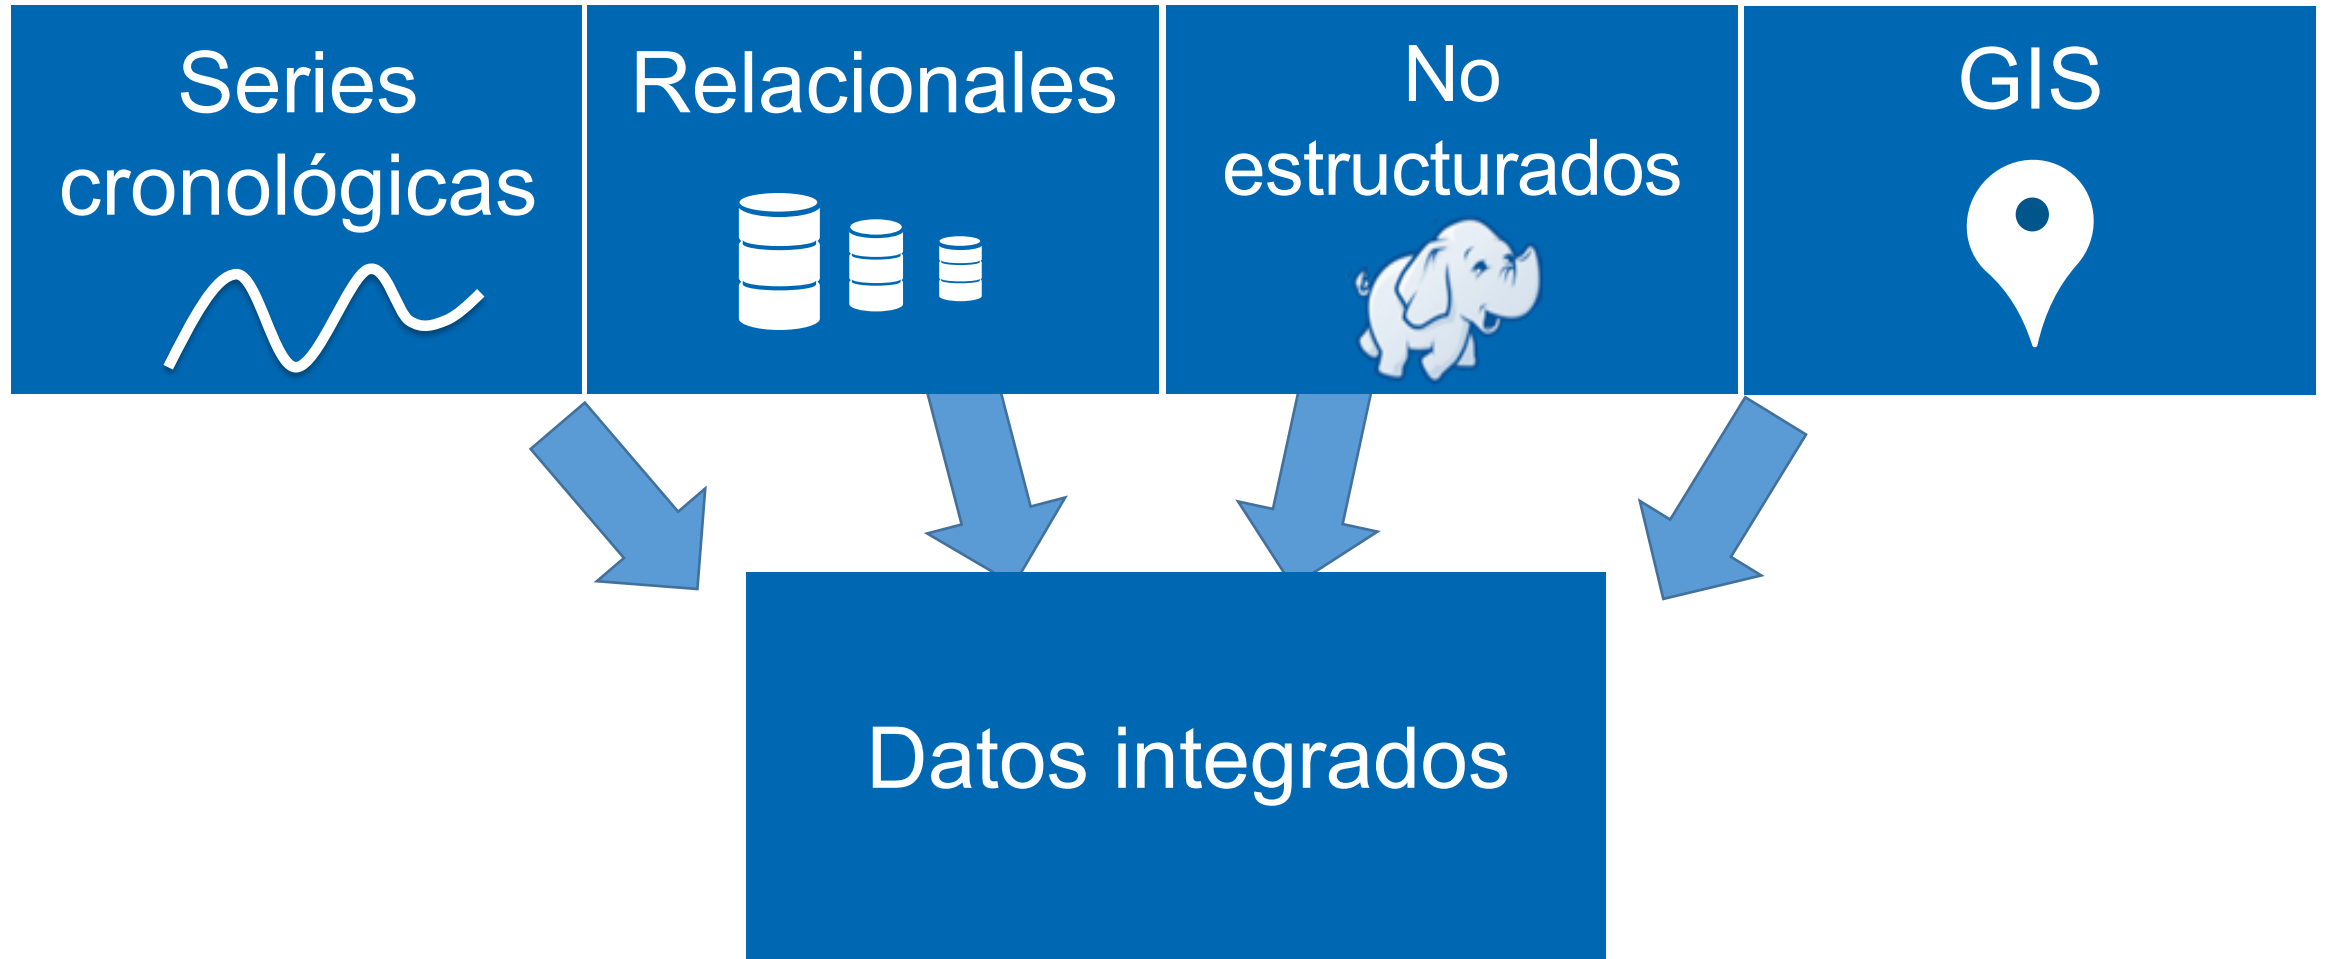 Series
cronológicas
Relacionales
No
estructurados
GIS
Datos integrados